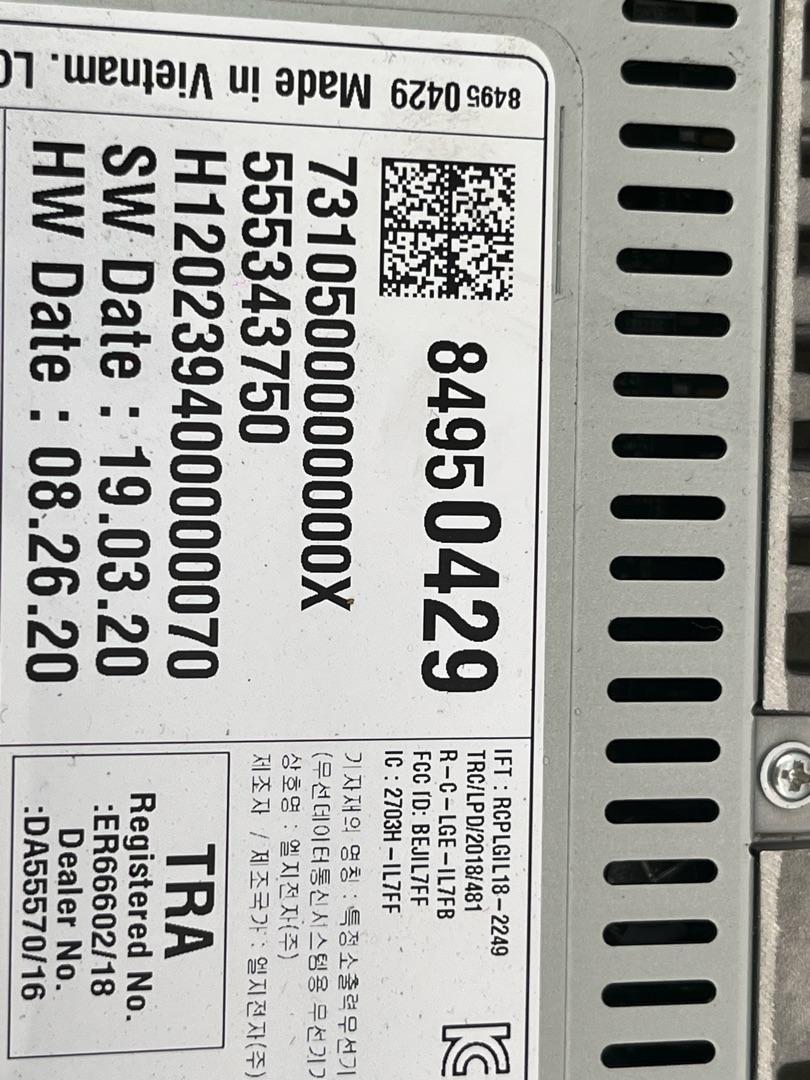 8495 0429 Made in Vietnam. LG
8495 0429
7310500000000X
555343750
H120239400000070
SW Date : 19.03.20
HW Date : 08.26.20
IFT : RCPLGIL18-2249
TRC/LPD/2018/481
R-C-LGE-IL7FB
FCC ID: BEJIL7FF
IC : 2703H-IL7FF
기자재의 명칭 : 특정소출력무선기
(무선데이터통신시스템용 무선기기
상호명 : 엘지전자(주)
제조자 / 제조국가 : 엘지전자(주)
TRA
Registered No.
:ER66602/18
Dealer No.
:DA55570/16